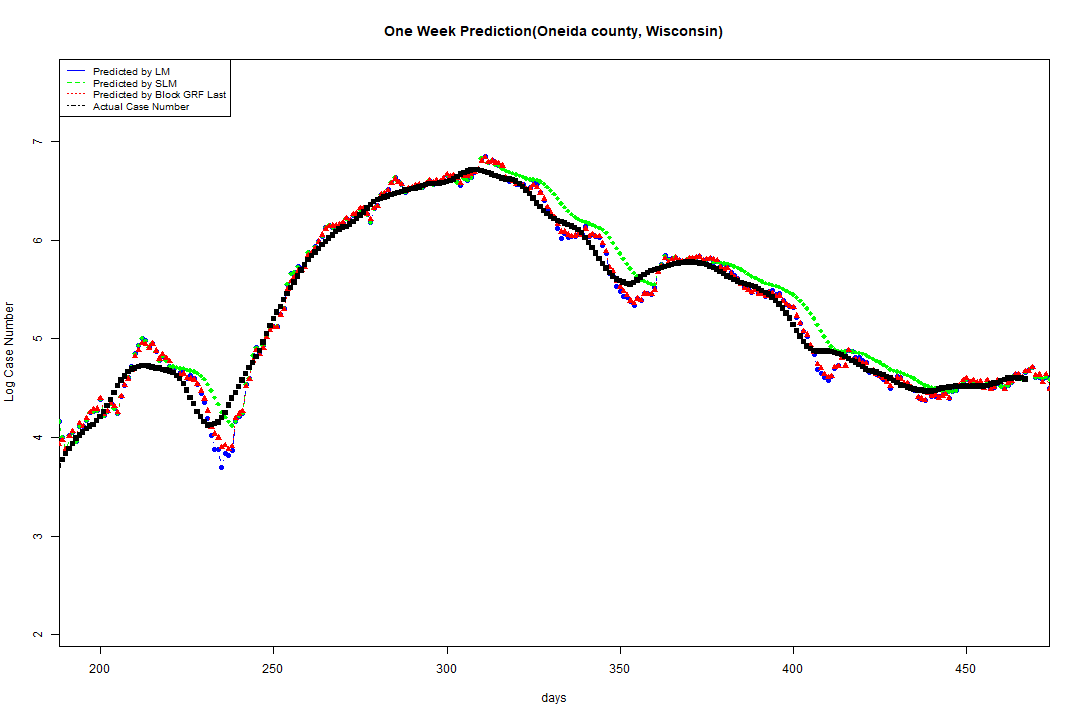 One Week Prediction(Oneida county, Wisconsin)
Predicted by LM
Predicted by SLM
Predicted by Block GRF Last
Actual Case Number
7
6
5
4
3
2
Log Case Number
200 250 300 350 400 450
days